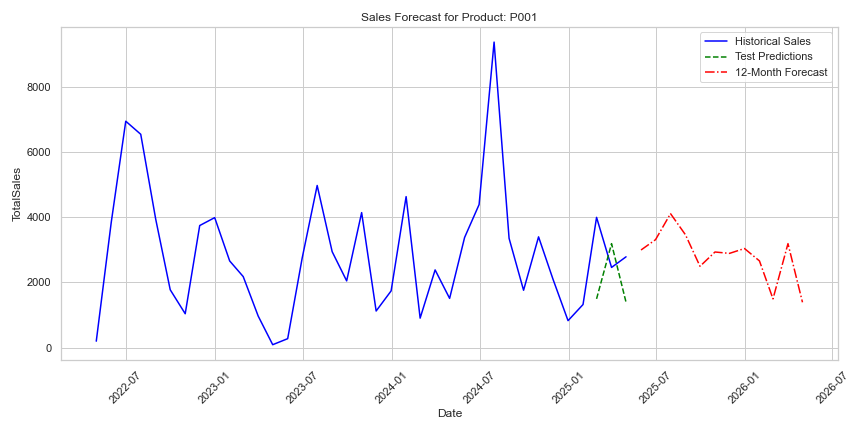 Sales Forecast for Product: P001
Historical Sales
Test Predictions
12-Month Forecast
TotalSales
8000
6000
4000
2000
0
2022-07
2023-01
2023-07
2024-01
2024-07
2025-01
2025-07
2026-01
2026-07
Date